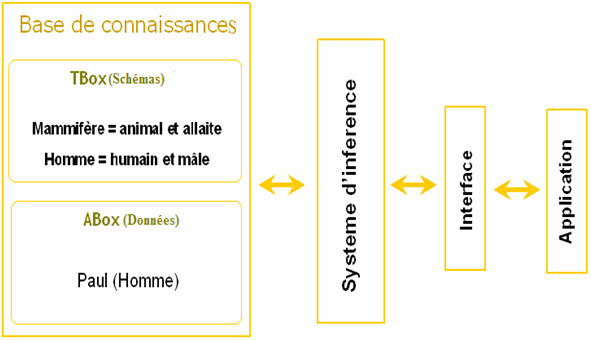 Base de connaissances
TBox (Schémas)
Mammifère = animal et allaite
Homme = humain et mâle
ABox (Données)
Paul (Homme)
Systeme d'inference
Interface
Application